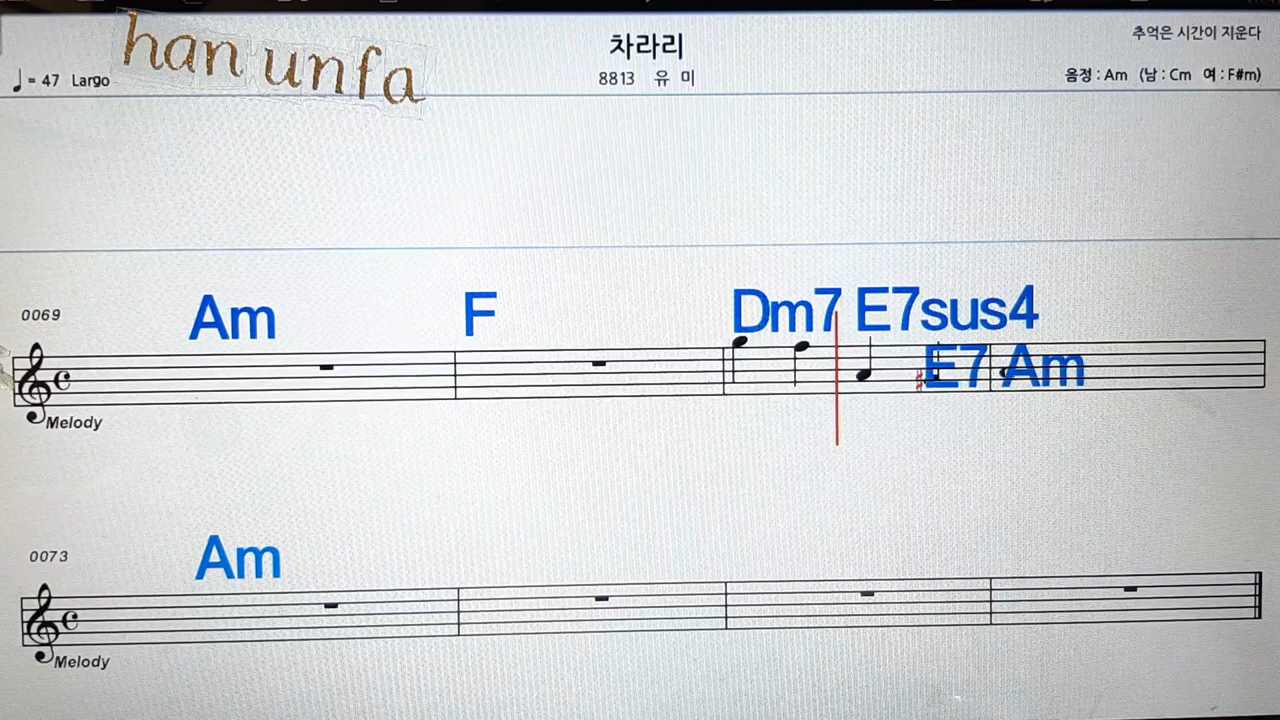 han unfa
차라리
추억은 시간이 지운다
♩= 47 Largo
8813 유 미
음정 : Am (남 : Cm 여 : F#m)
0069
Am F Dm7 E7sus4
E7 Am
Melody
0073
Am
Melody